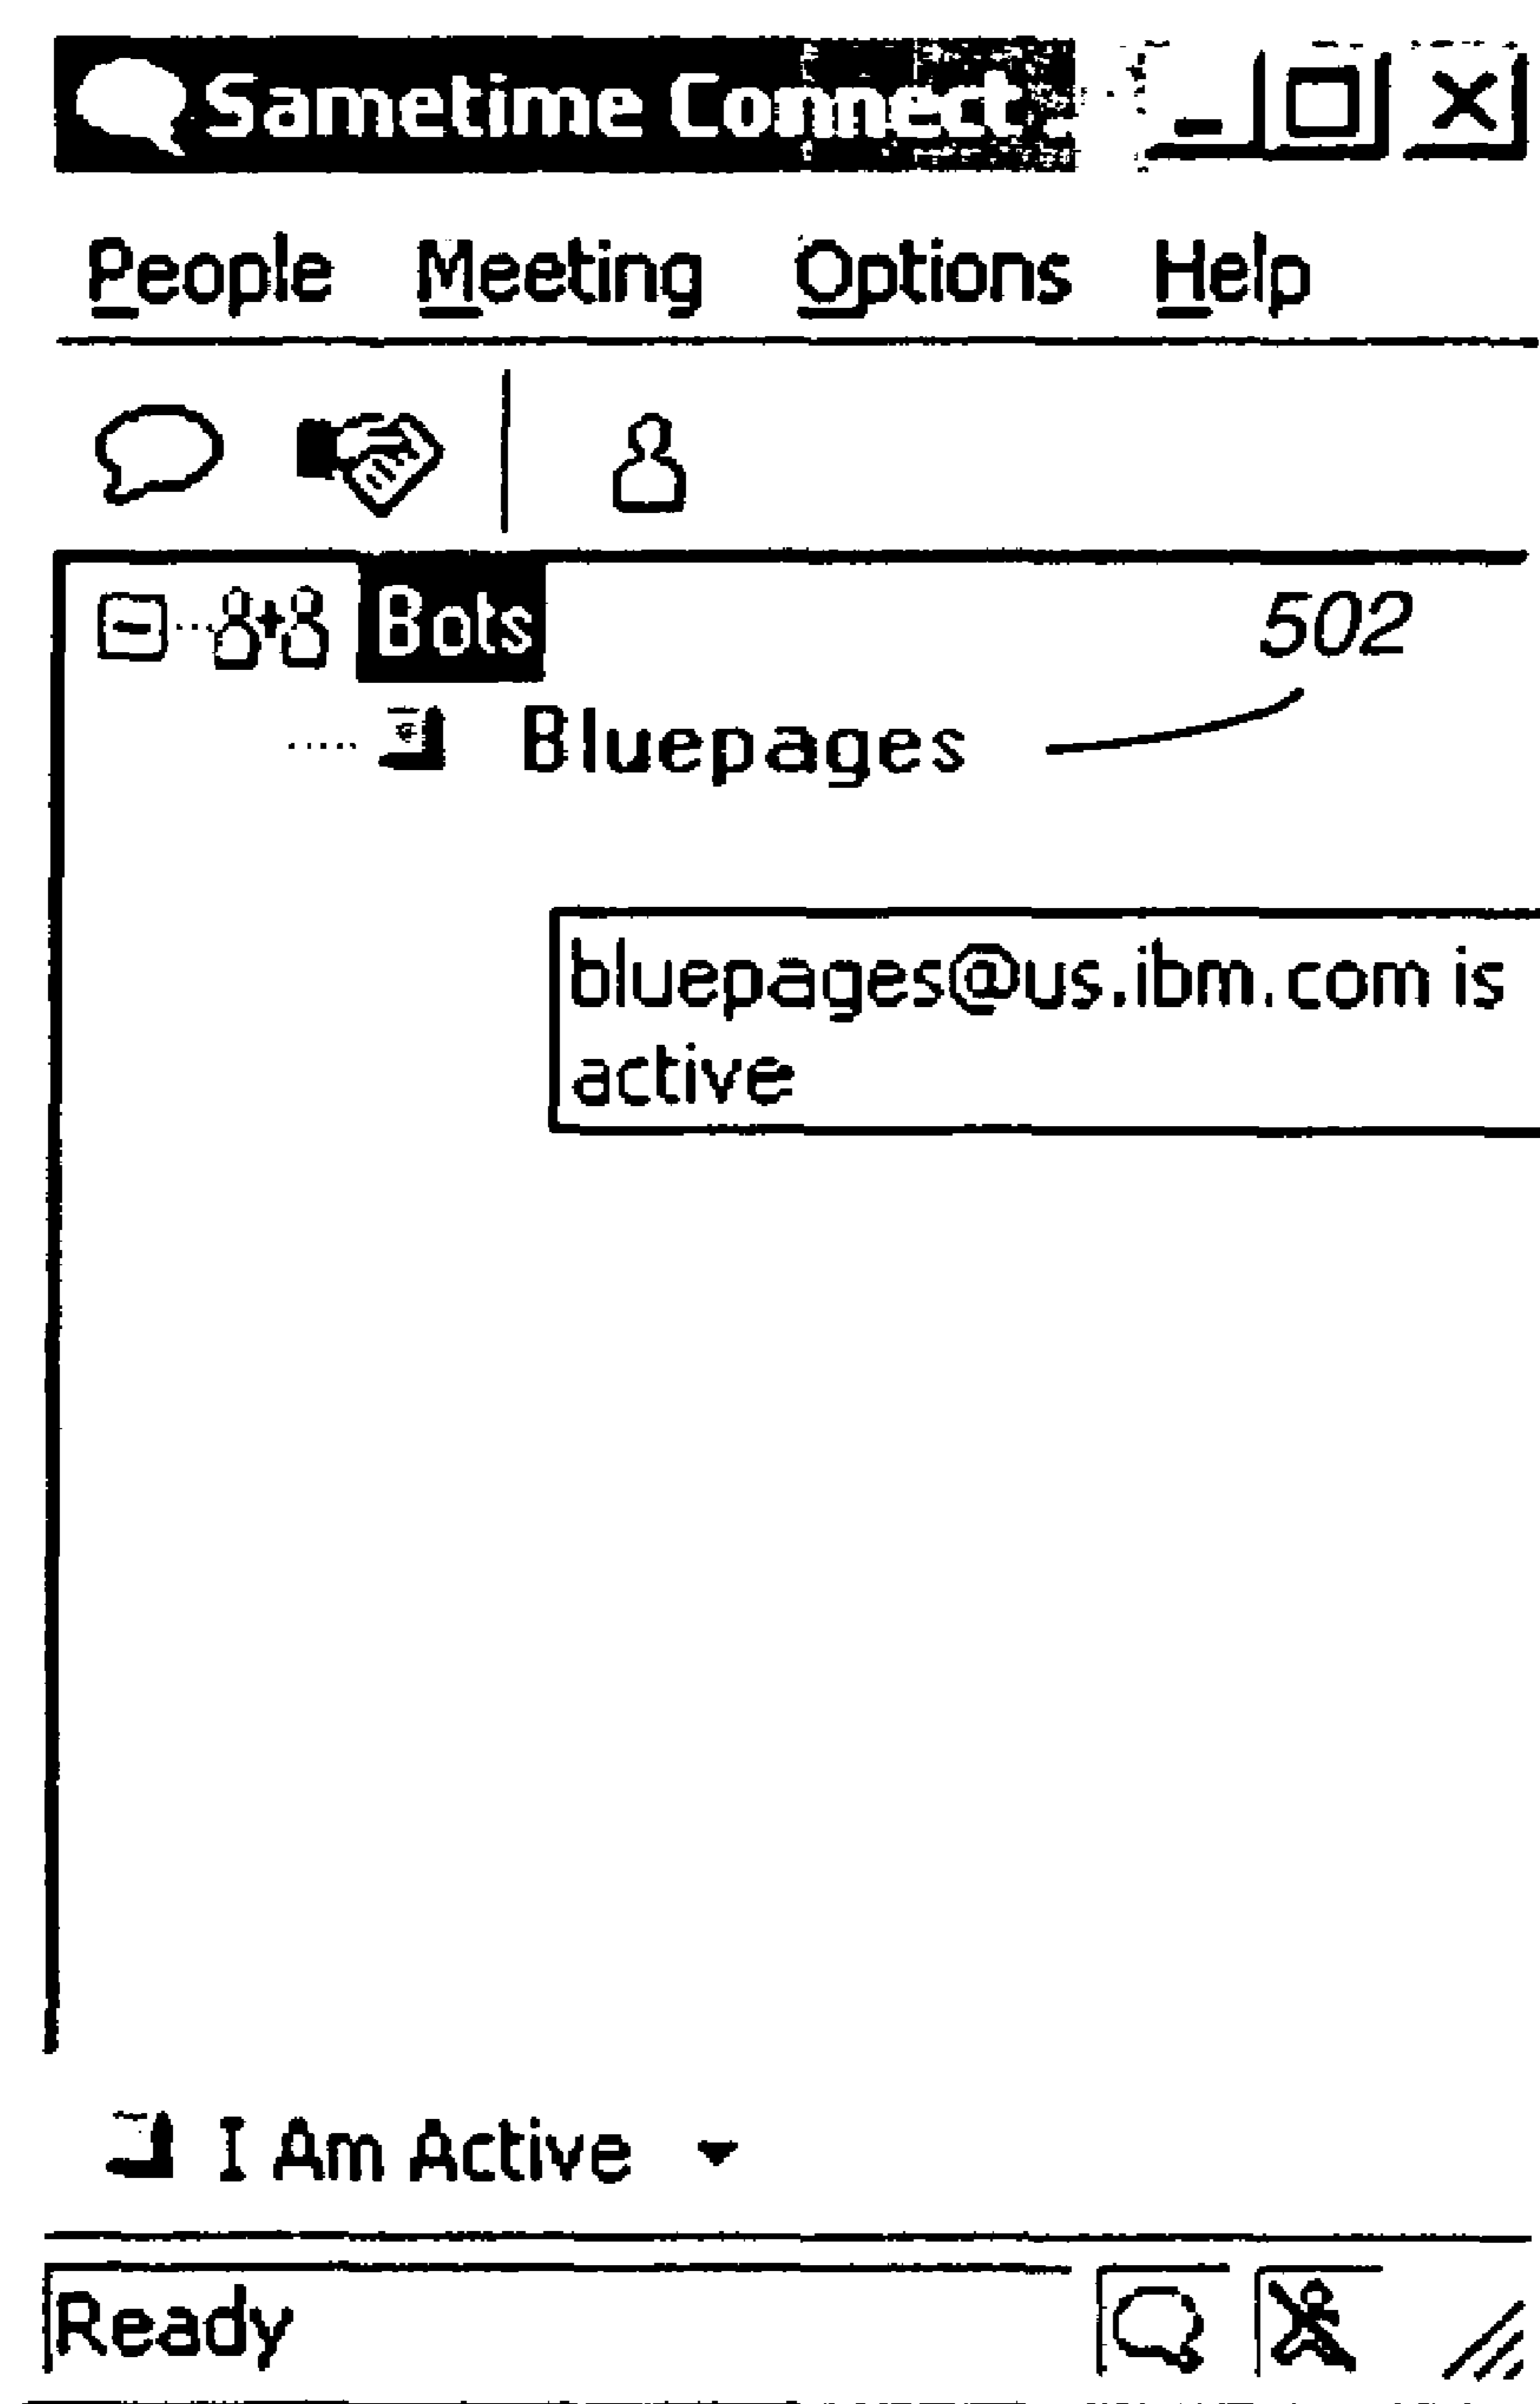 Sametime Connect
People Meeting Options Help
Bots
502
Bluepages
bluepages@us.ibm.com is
active
I Am Active
Ready